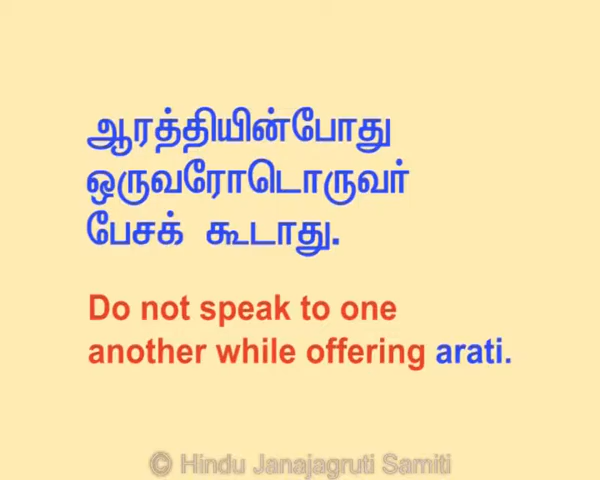 ஆரத்தியின்போது
ஒருவரோடொருவர்
பேசக் கூடாது.
Do not speak to one
another while offering arati.
© Hindu Janajagruti Samiti